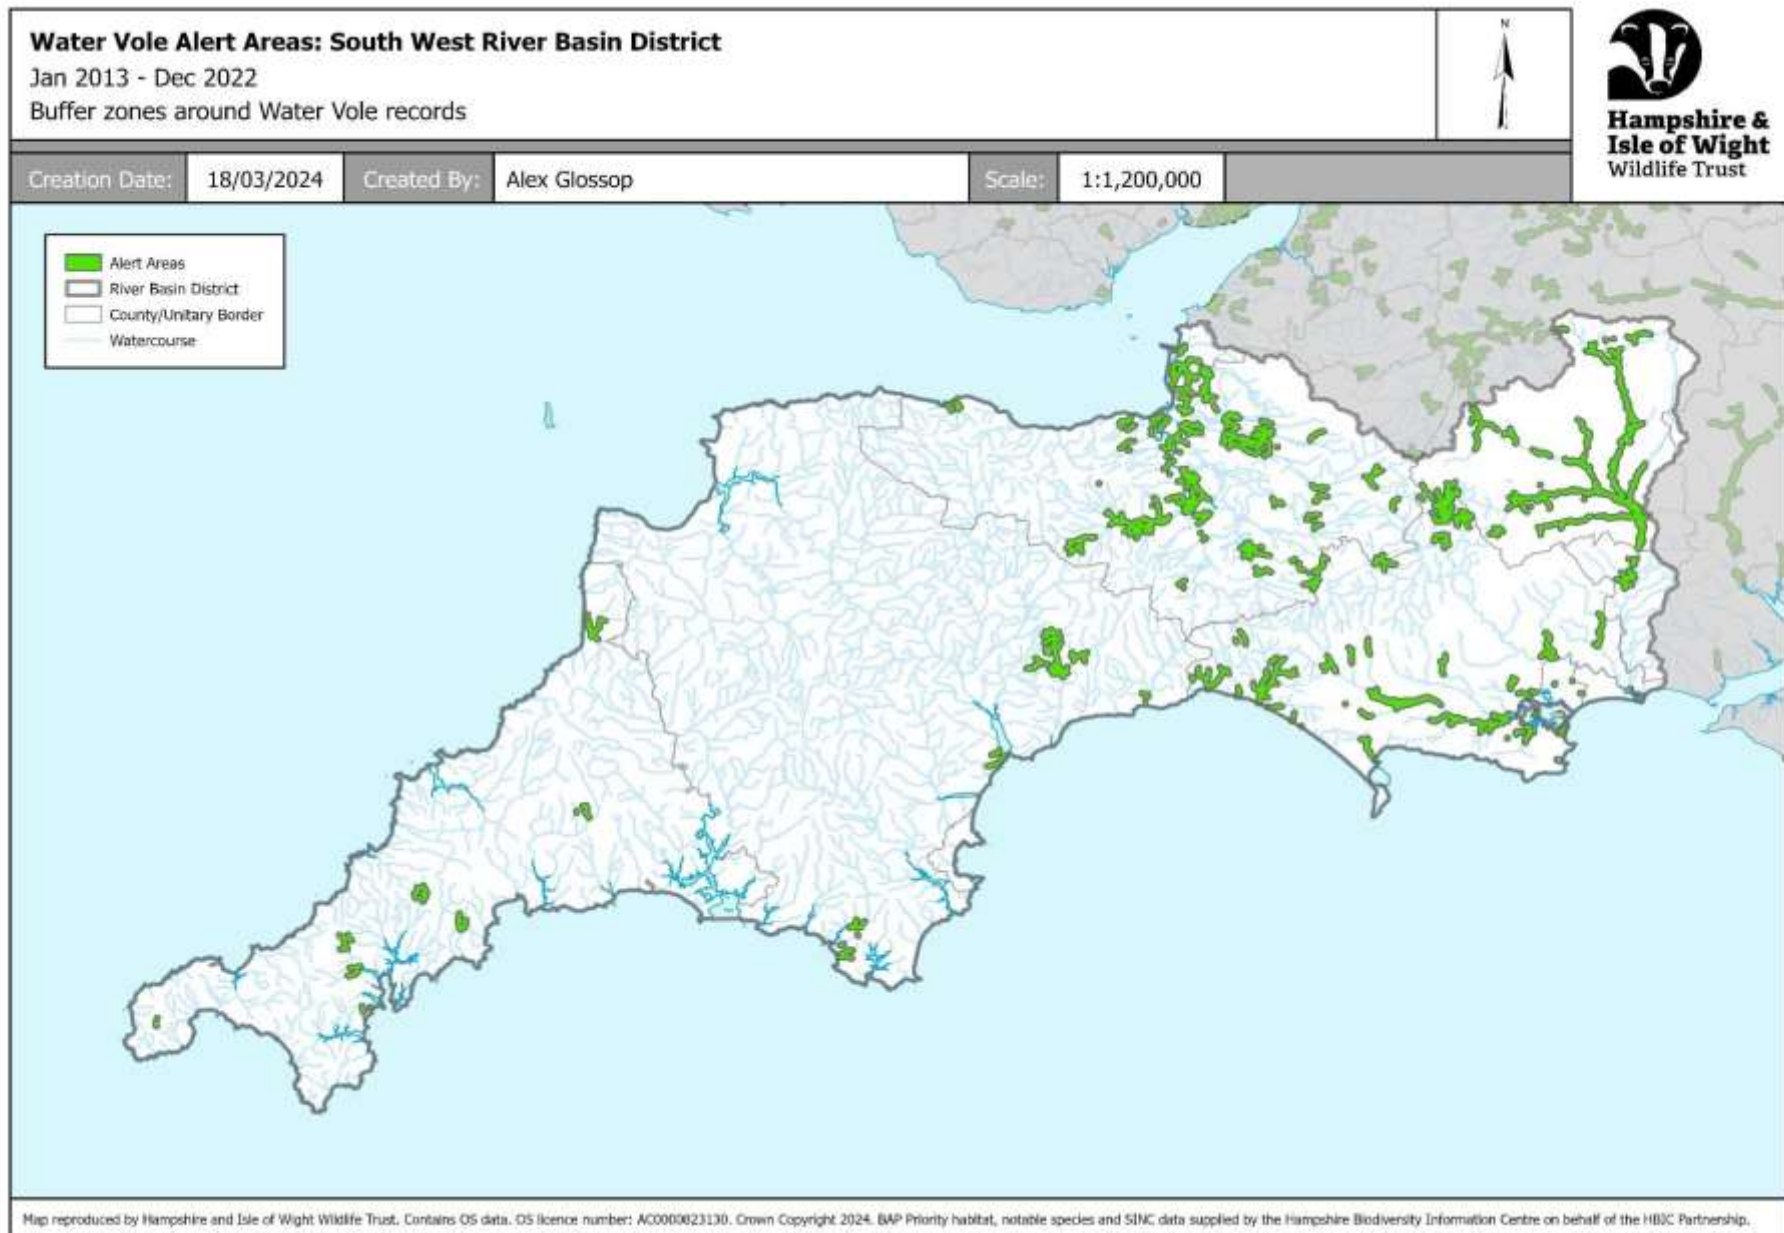 Water Vole Alert Areas: South West River Basin District
Jan 2013 - Dec 2022
Buffer zones around Water Vole records
N
Hampshire &
Isle of Wight
Wildlife Trust
Creation Date: 18/03/2024 Created By: Alex Glossop Scale: 1:1,200,000
Alert Areas
River Basin District
County/Unitary Border
Watercourse
Map reproduced by Hampshire and Isle of Wight Wildlife Trust. Contains OS data. OS licence number: AC0000823130. Crown Copyright 2024. BAP Priority habitat, notable species and SINC data supplied by the Hampshire Biodiversity Information Centre on behalf of the HBIC Partnership.